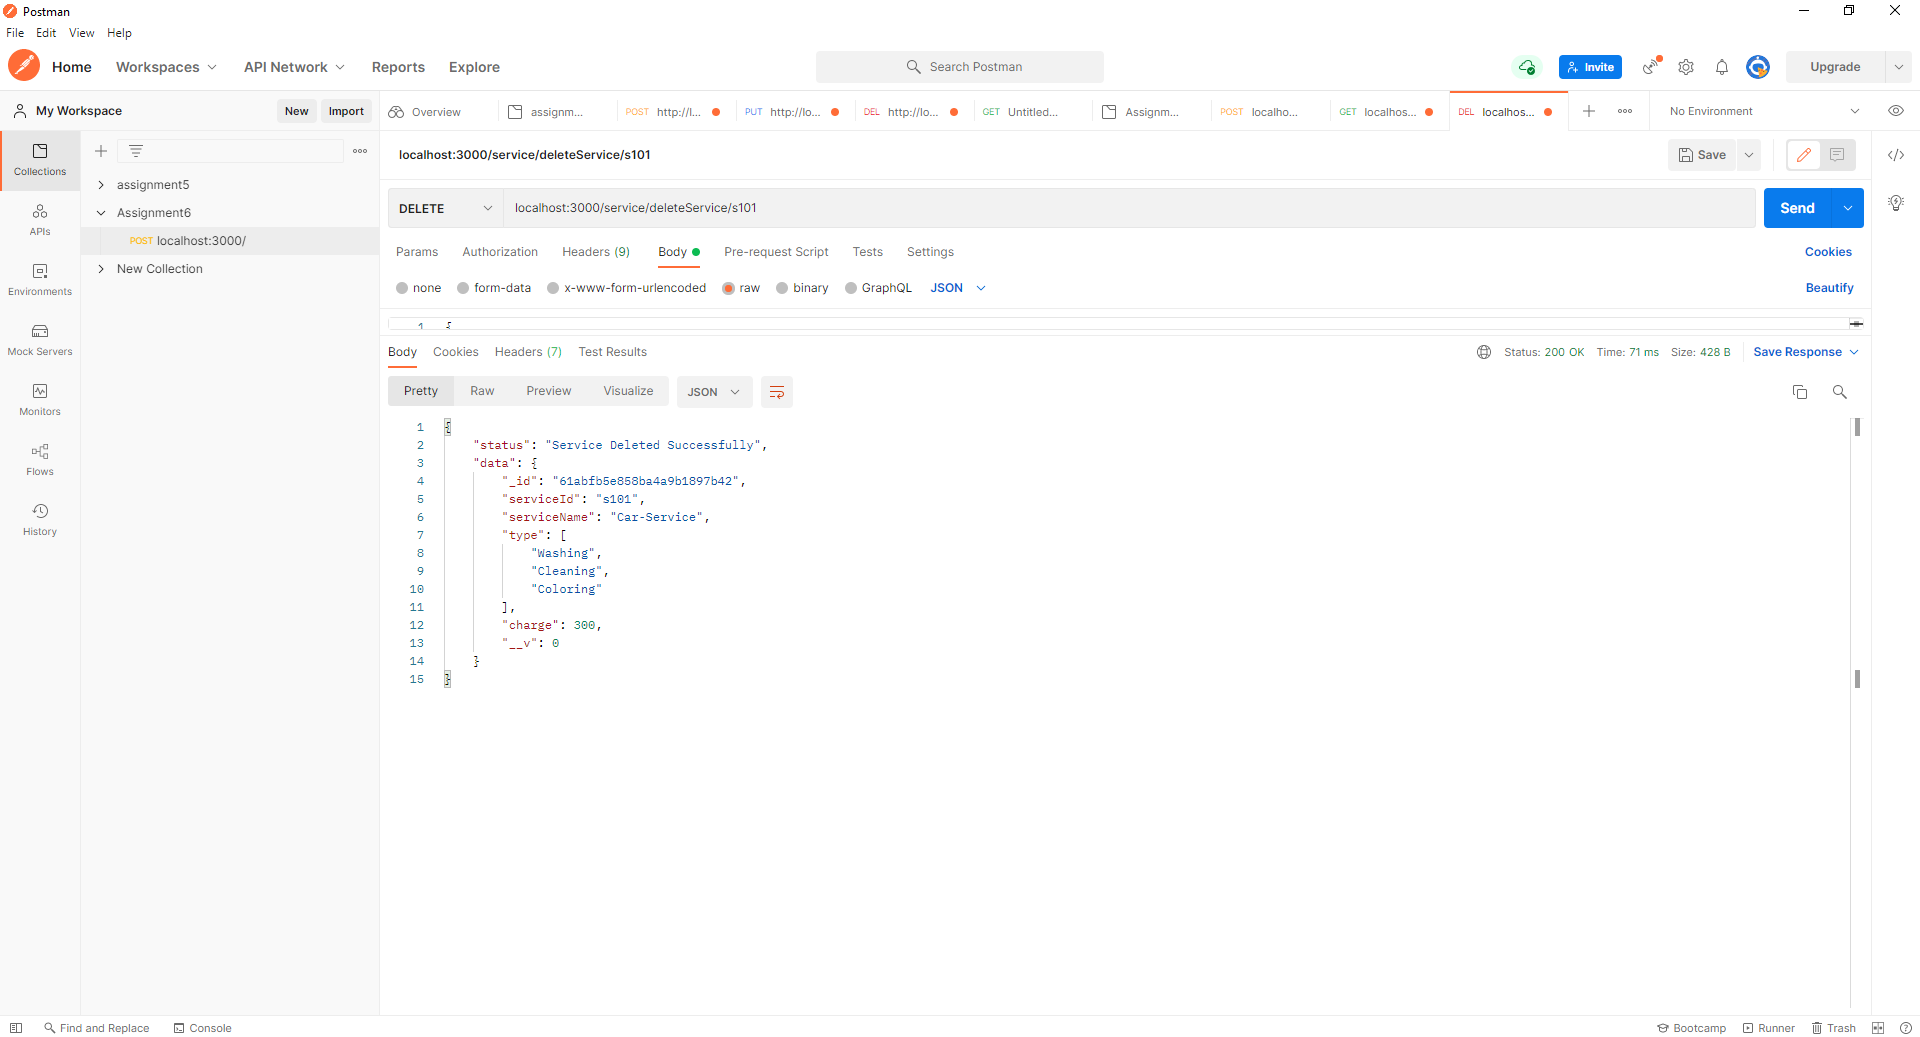 Postman
File Edit View Help
Home Workspaces API Network Reports Explore Search Postman Invite Upgrade
My Workspace New Import Overview assignm... POST http://l... PUT http://lo... DEL http://lo... GET Untitled... Assignm... POST localho... GET localhos... DEL localhos... No Environment
Collections
APIs
Environments
Mock Servers
Monitors
Flows
History
assignment5
Assignment6
POST localhost:3000/
New Collection
localhost:3000/service/deleteService/s101 Save
DELETE localhost:3000/service/deleteService/s101 Send
Params Authorization Headers (9) Body Pre-request Script Tests Settings Cookies
none form-data x-www-form-urlencoded raw binary GraphQL JSON Beautify
1 {
Body Cookies Headers (7) Test Results Status: 200 OK Time: 71 ms Size: 428 B Save Response
Pretty Raw Preview Visualize JSON
1 {
2 "status": "Service Deleted Successfully",
3 "data": {
4 "_id": "61abfb5e858ba4a9b1897b42",
5 "serviceId": "s101",
6 "serviceName": "Car-Service",
7 "type": [
8 "Washing",
9 "Cleaning",
10 "Coloring"
11 ],
12 "charge": 300,
13 "__v": 0
14 }
15 }
Find and Replace Console Bootcamp Runner Trash